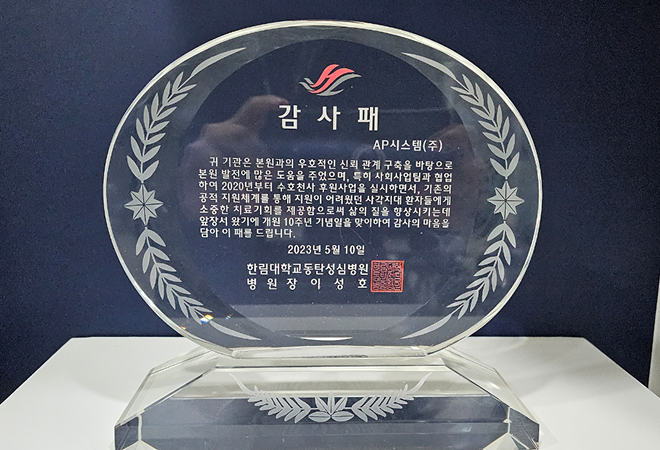 감사패
AP시스템(주)
귀 기관은 본원과의 우호적인 신뢰 관계 구축을 바탕으로
본원 발전에 많은 도움을 주었으며, 특히 사회사업팀과 협업
하여 2020년부터 수호천사 후원사업을 실시하면서, 기존의
공적 지원체계를 통해 지원이 어려웠던 사각지대 환자들에게
소중한 치료기회를 제공함으로써 삶의 질을 향상시키는데
앞장서 왔기에 개원 10주년 기념일을 맞이하여 감사의 마음을
담아 이 패를 드립니다.
2023년 5월 10일
한림대학교동탄성심병원
병원장 이성호